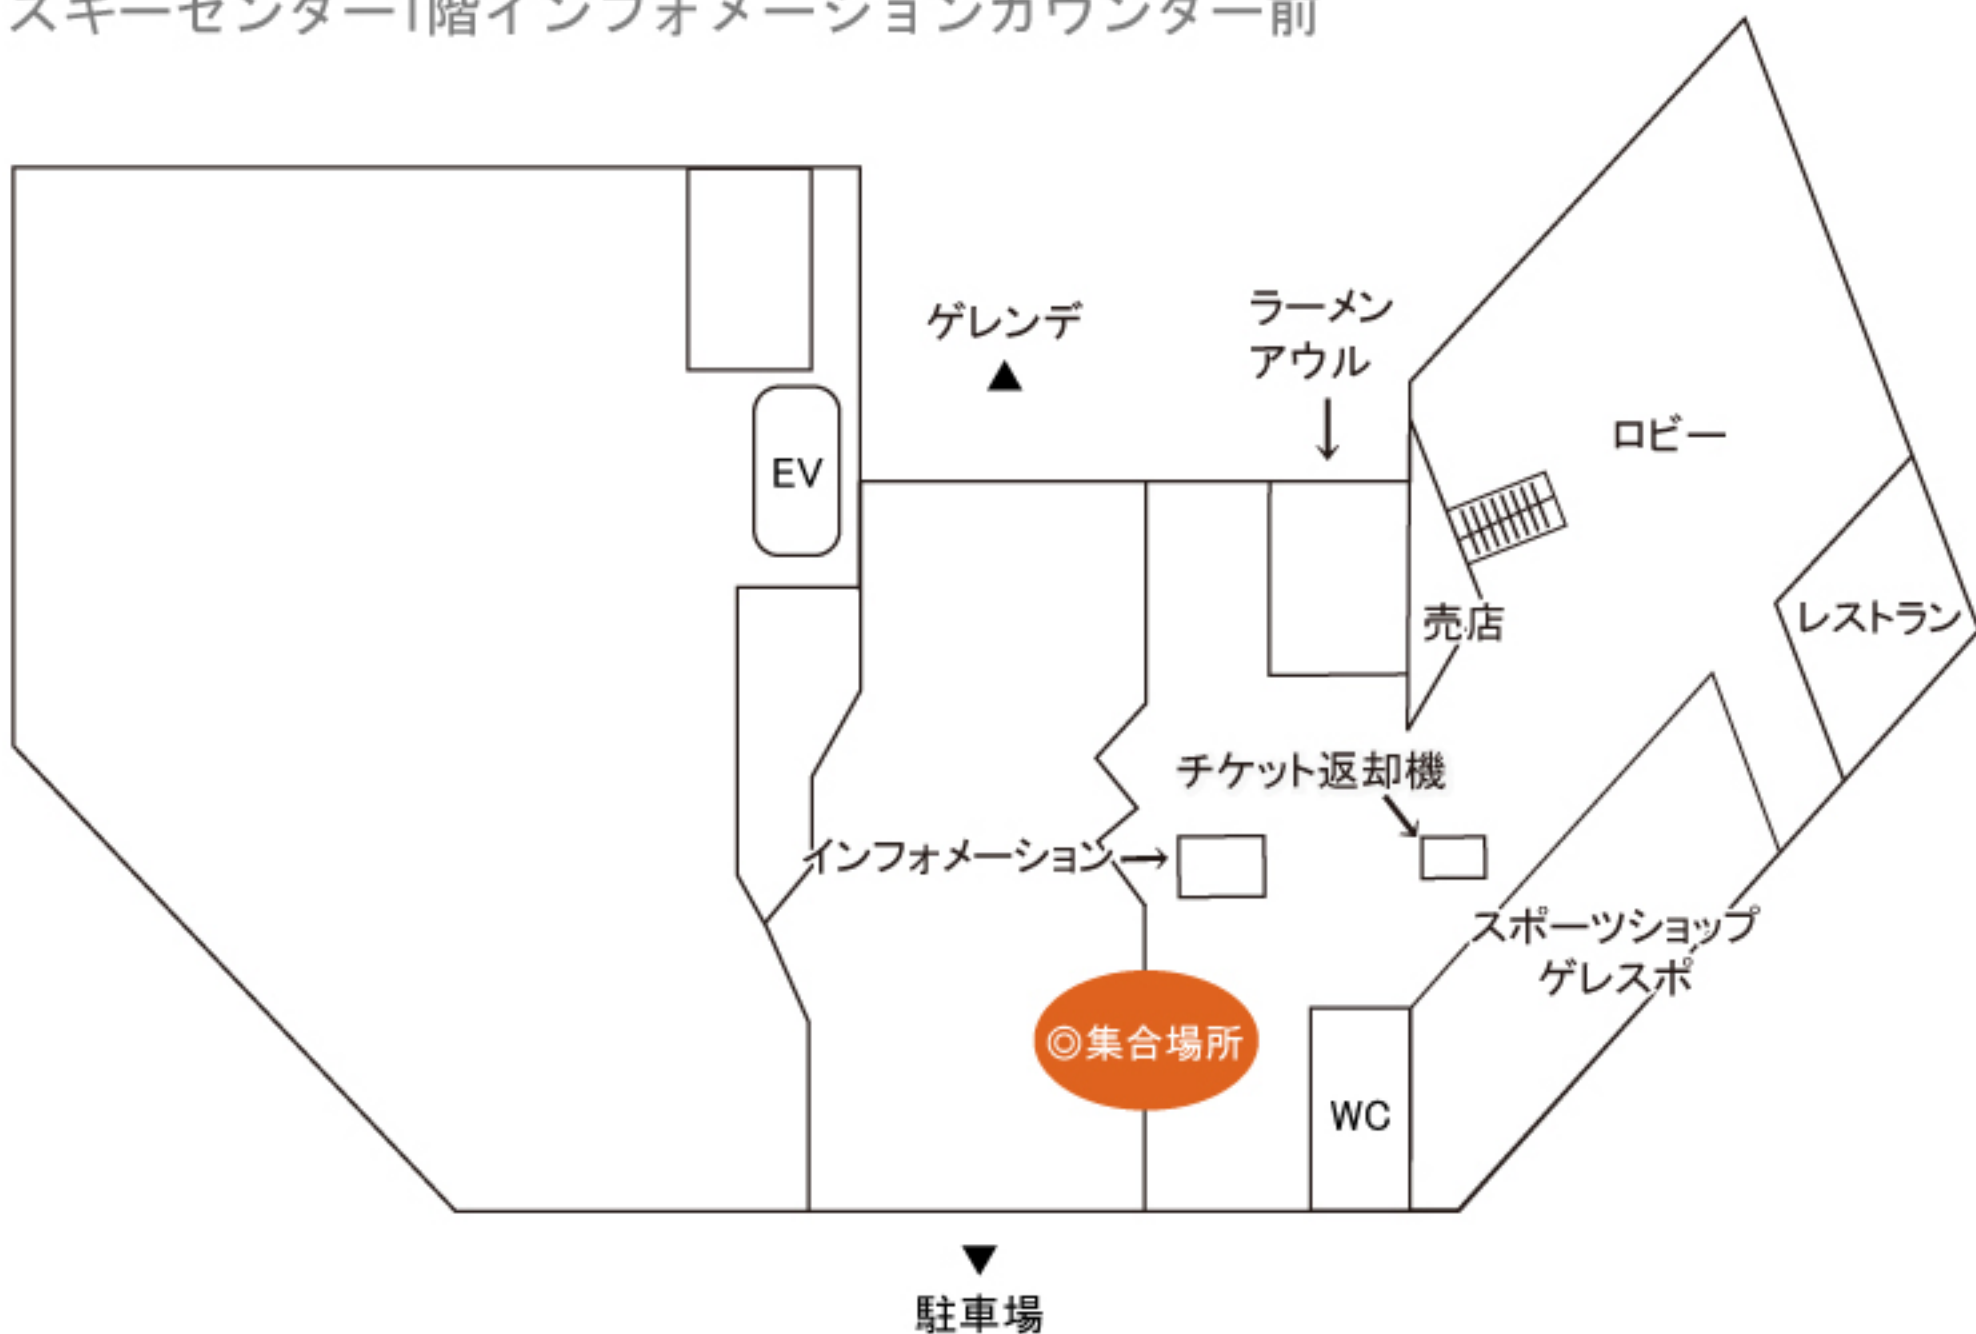 スキーセンター1階インフォメーションカウンター前
ゲレンデ
▲
ラーメン
アウル
↓
ロビー
EV
売店
レストラン
チケット返却機
インフォメーション→
スポーツショップ
ゲレスポ
◎集合場所
WC
▼
駐車場